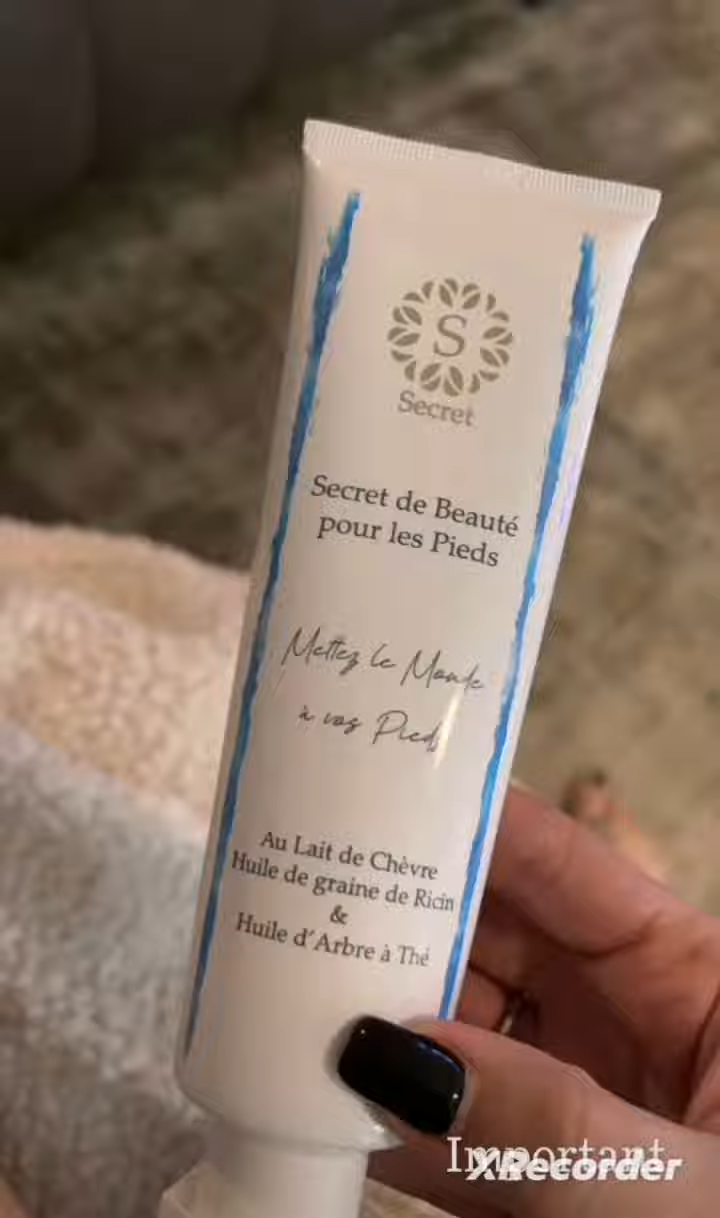 S
Secret
Secret de Beauté
pour les Pieds
Mettez le Monde
à vos Pieds
Au Lait de Chèvre
Huile de graine de Ricin
&
Huile d'Arbre à Thé
Important
XRecorder